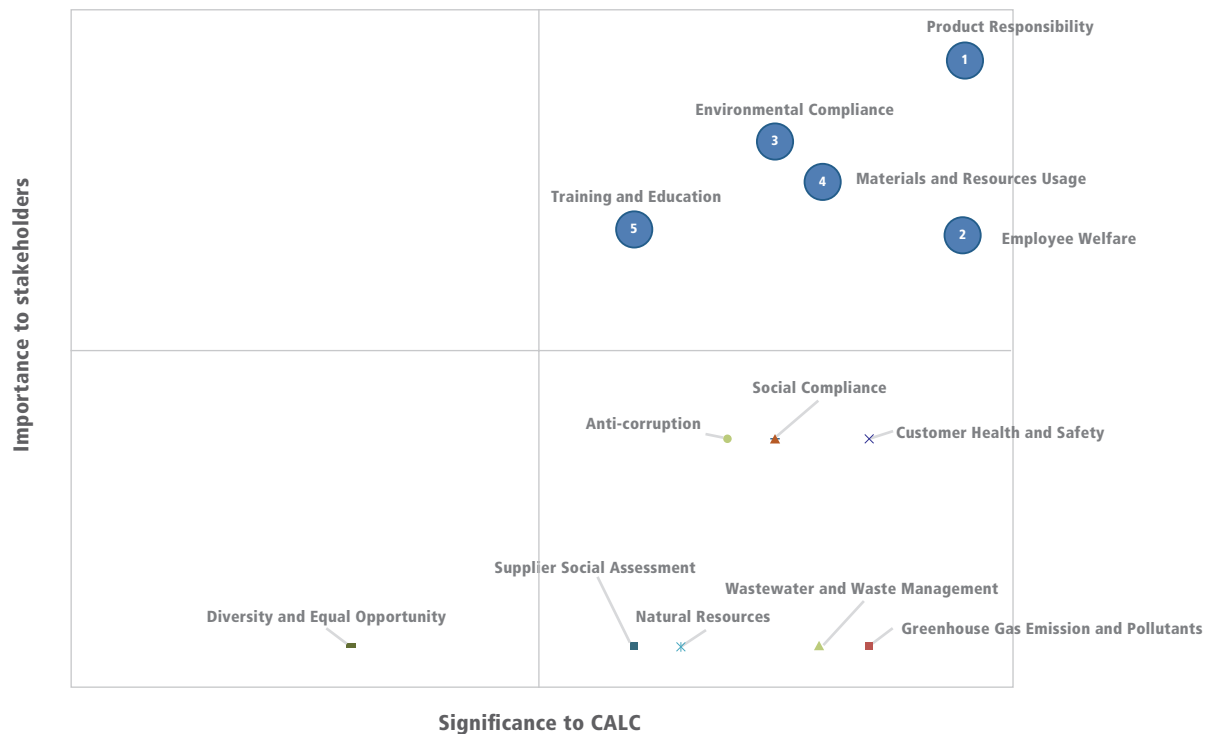 Product Responsibility
1
Environmental Compliance
3
4
Materials and Resources Usage
Training and Education
5
2
Employee Welfare
Importance to stakeholders
Social Compliance
Anti-corruption
Customer Health and Safety
Supplier Social Assessment
Wastewater and Waste Management
Diversity and Equal Opportunity
Natural Resources
Greenhouse Gas Emission and Pollutants
Significance to CALC